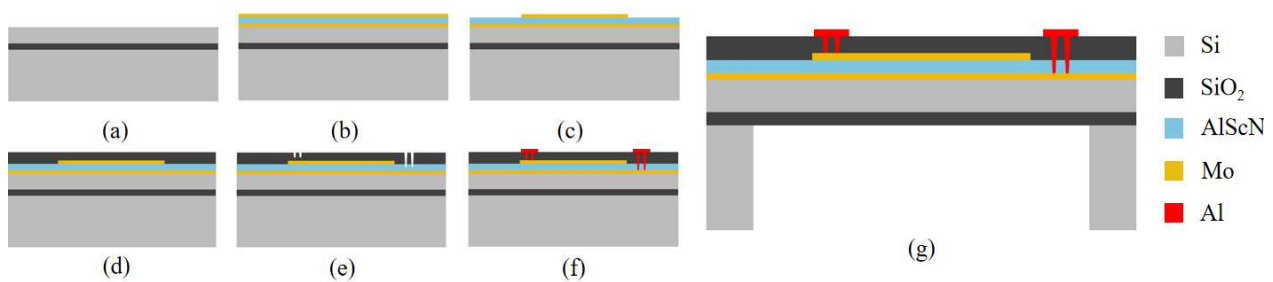 (a)
(b)
(c)
(d)
(e)
(f)
(g)
Si
SiO₂
AlScN
Mo
Al